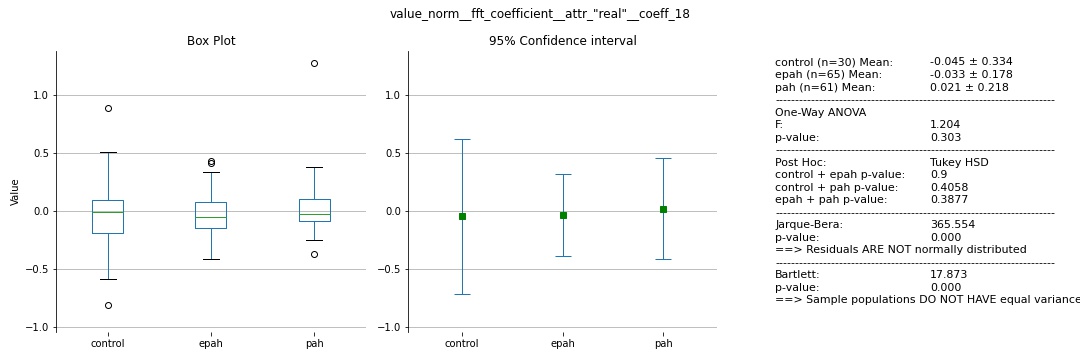 value_norm__fft_coefficient__attr_"real"__coeff_18
Box Plot
Value
1.0
0.5
0.0
−0.5
−1.0
control epah pah
95% Confidence interval
1.0
0.5
0.0
−0.5
−1.0
control epah pah
control (n=30) Mean: -0.045 ± 0.334
epah (n=65) Mean: -0.033 ± 0.178
pah (n=61) Mean: 0.021 ± 0.218
One-Way ANOVA
F: 1.204
p-value: 0.303
Post Hoc: Tukey HSD
control + epah p-value: 0.9
control + pah p-value: 0.4058
epah + pah p-value: 0.3877
Jarque-Bera: 365.554
p-value: 0.000
==> Residuals ARE NOT normally distributed
Bartlett: 17.873
p-value: 0.000
==> Sample populations DO NOT HAVE equal variance